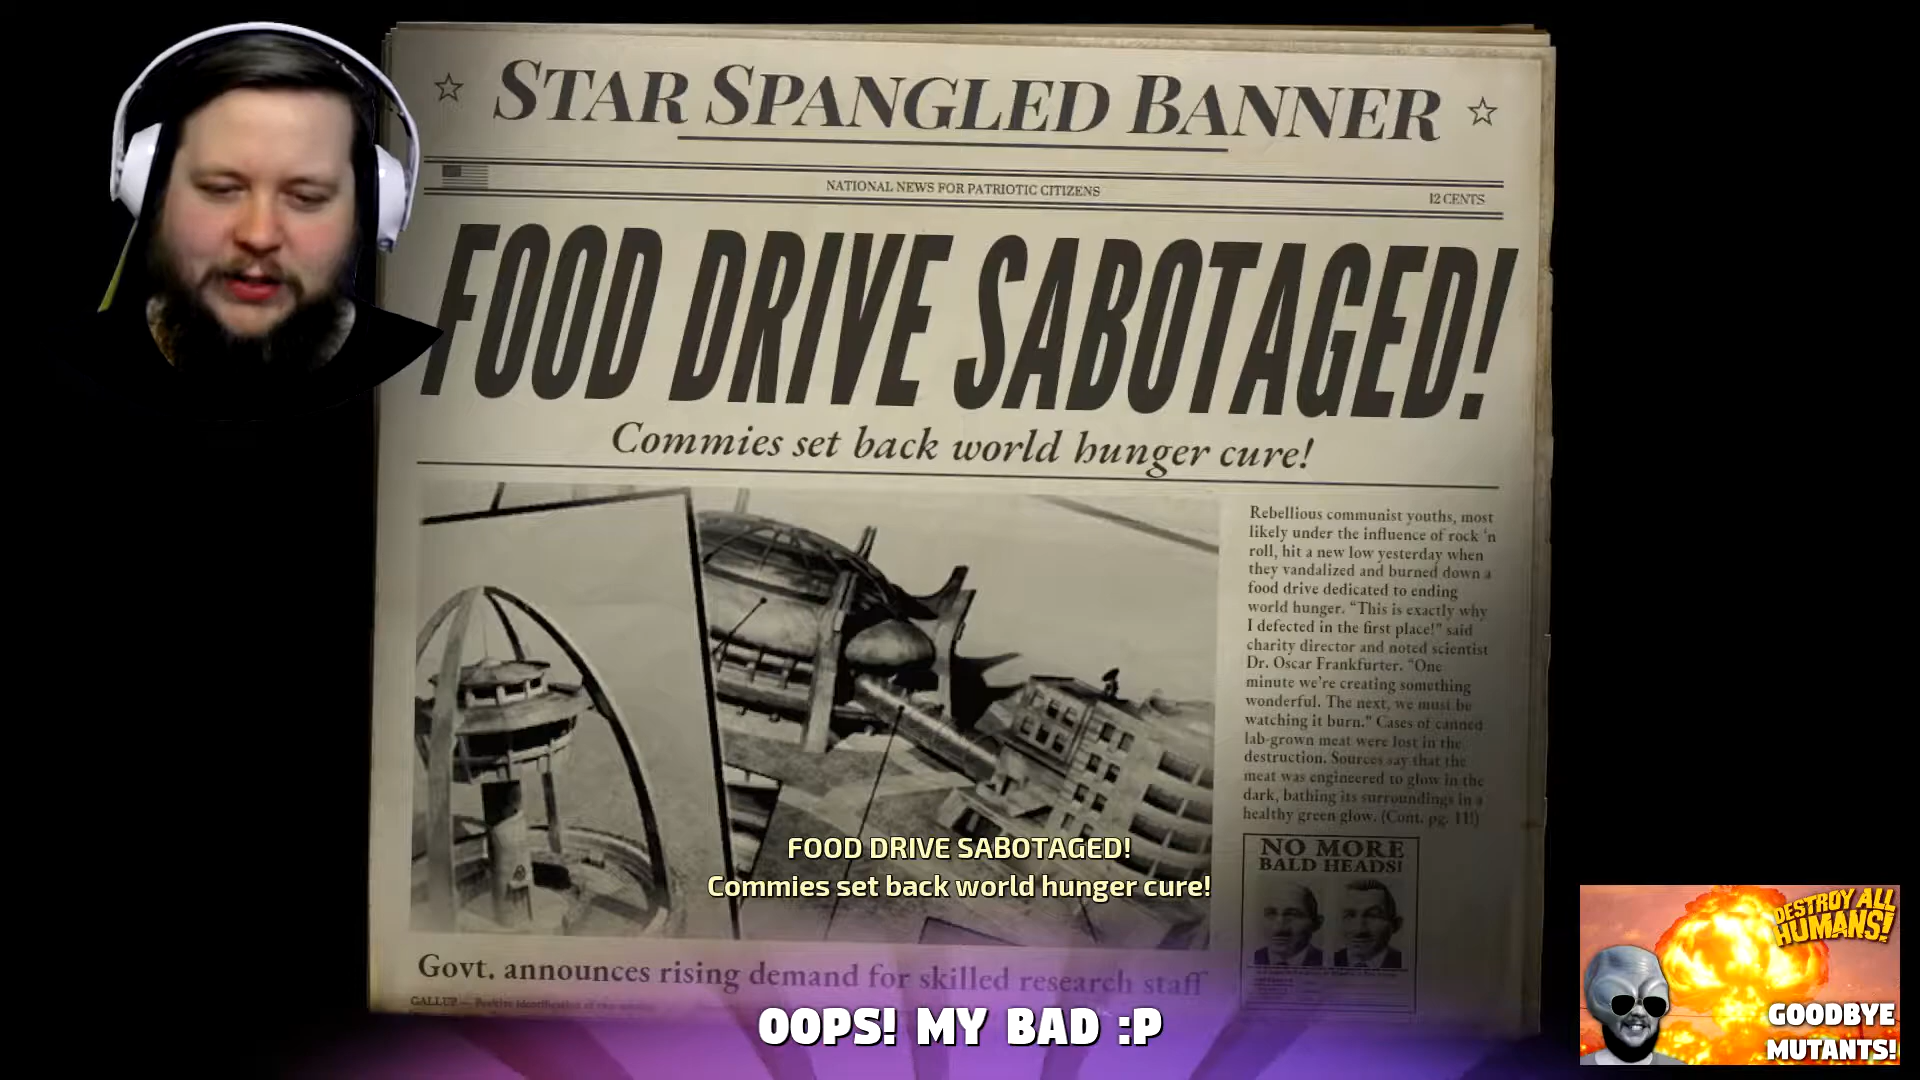 STAR SPANGLED BANNER
NATIONAL NEWS FOR PATRIOTIC CITIZENS
12 CENTS
FOOD DRIVE SABOTAGED!
Commies set back world hunger cure!
Rebellious communist youths, most
likely under the influence of rock 'n
roll, hit a new low yesterday when
they vandalized and burned down a
food drive dedicated to ending
world hunger. "This is exactly why
I defected in the first place!" said
charity director and noted scientist
Dr. Oscar Frankfurter. "One
minute we're creating something
wonderful. The next, we must be
watching it burn." Cases of canned
lab-grown meat were lost in the
destruction. Sources say that the
meat was engineered to glow in the
dark, bathing its surroundings in a
healthy green glow. (Cont. pg. 11!)
NO MORE
BALD HEADS!
FOOD DRIVE SABOTAGED!
Commies set back world hunger cure!
Govt. announces rising demand for skilled research staff
GALLUP — Positive identification of
OOPS! MY BAD :P
DESTROY ALL
HUMANS!
GOODBYE
MUTANTS!